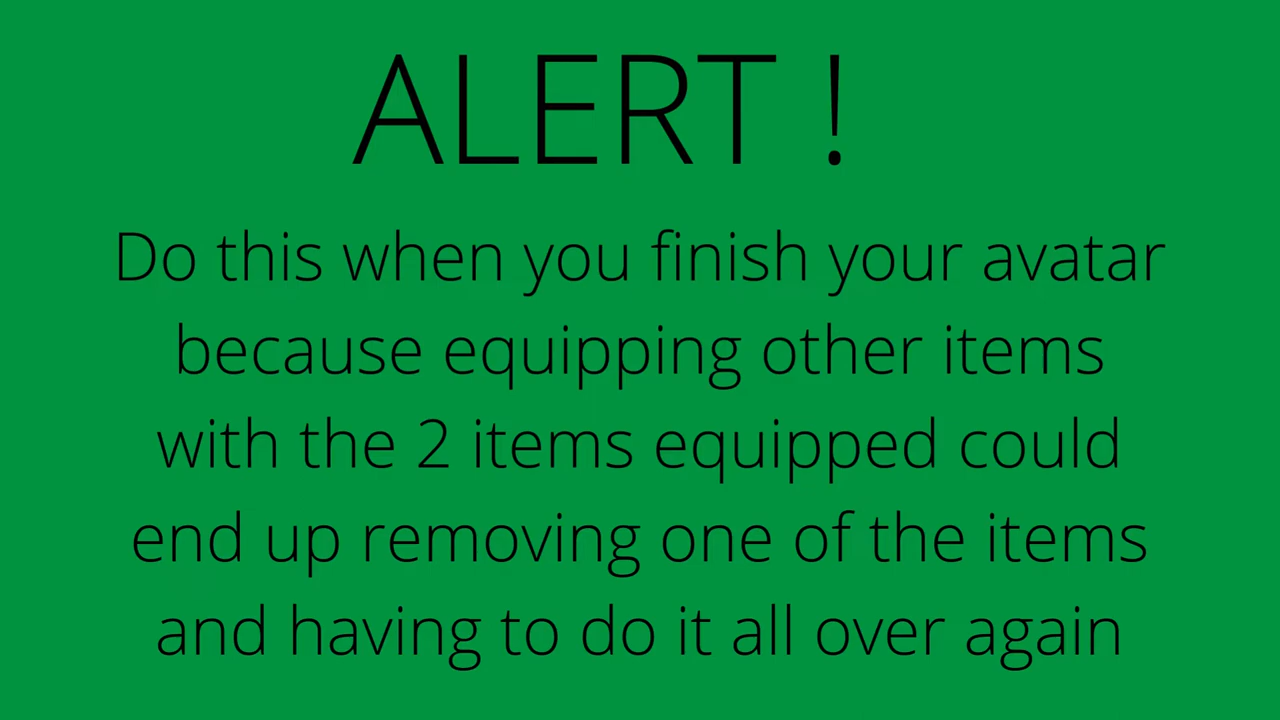 ALERT !
Do this when you finish your avatar
because equipping other items
with the 2 items equipped could
end up removing one of the items
and having to do it all over again